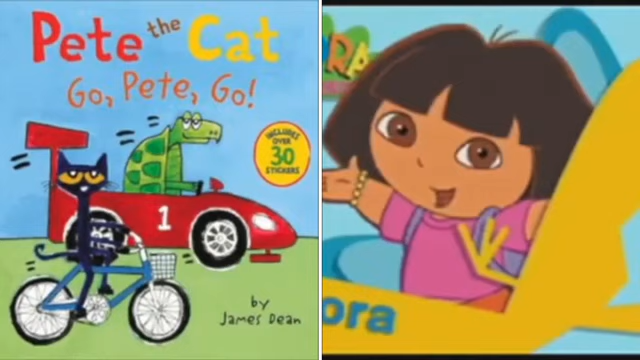 Pete the Cat
Go, Pete, Go!
INCLUDES
OVER
30
STICKERS
1
by
James Dean
ora